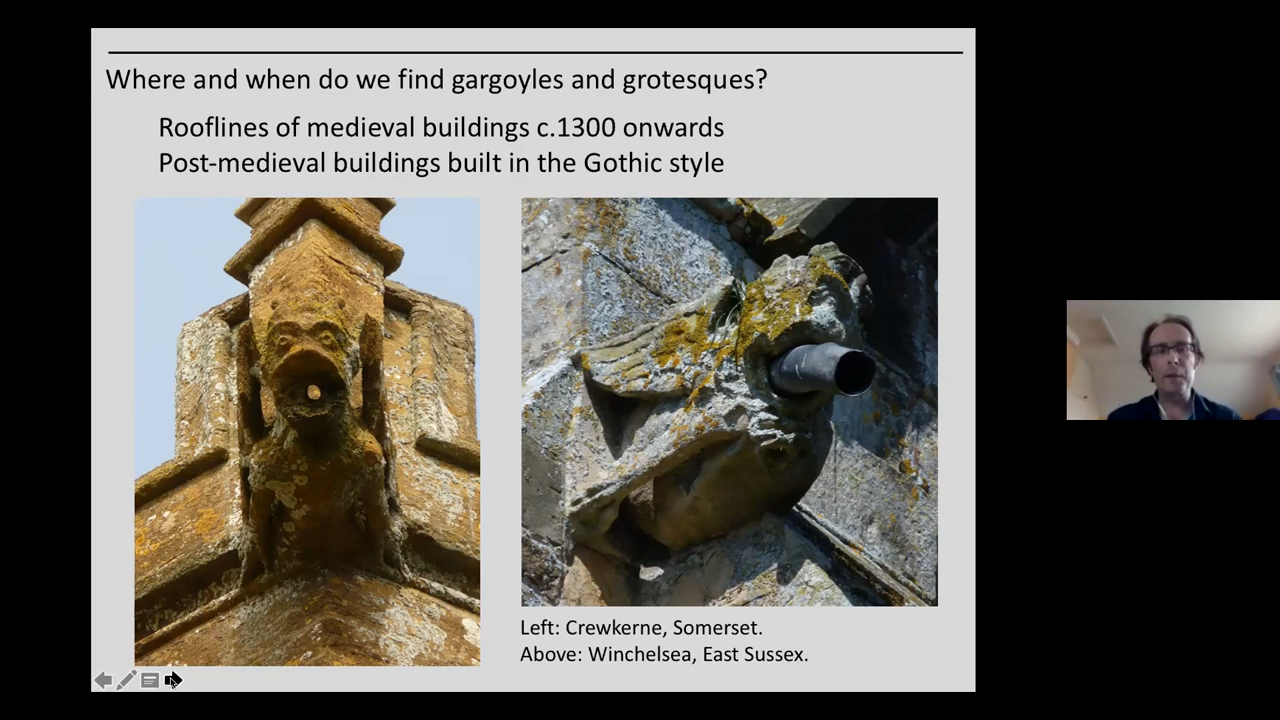 Where and when do we find gargoyles and grotesques?
Rooflines of medieval buildings c.1300 onwards
Post-medieval buildings built in the Gothic style
Left: Crewkerne, Somerset.
Above: Winchelsea, East Sussex.